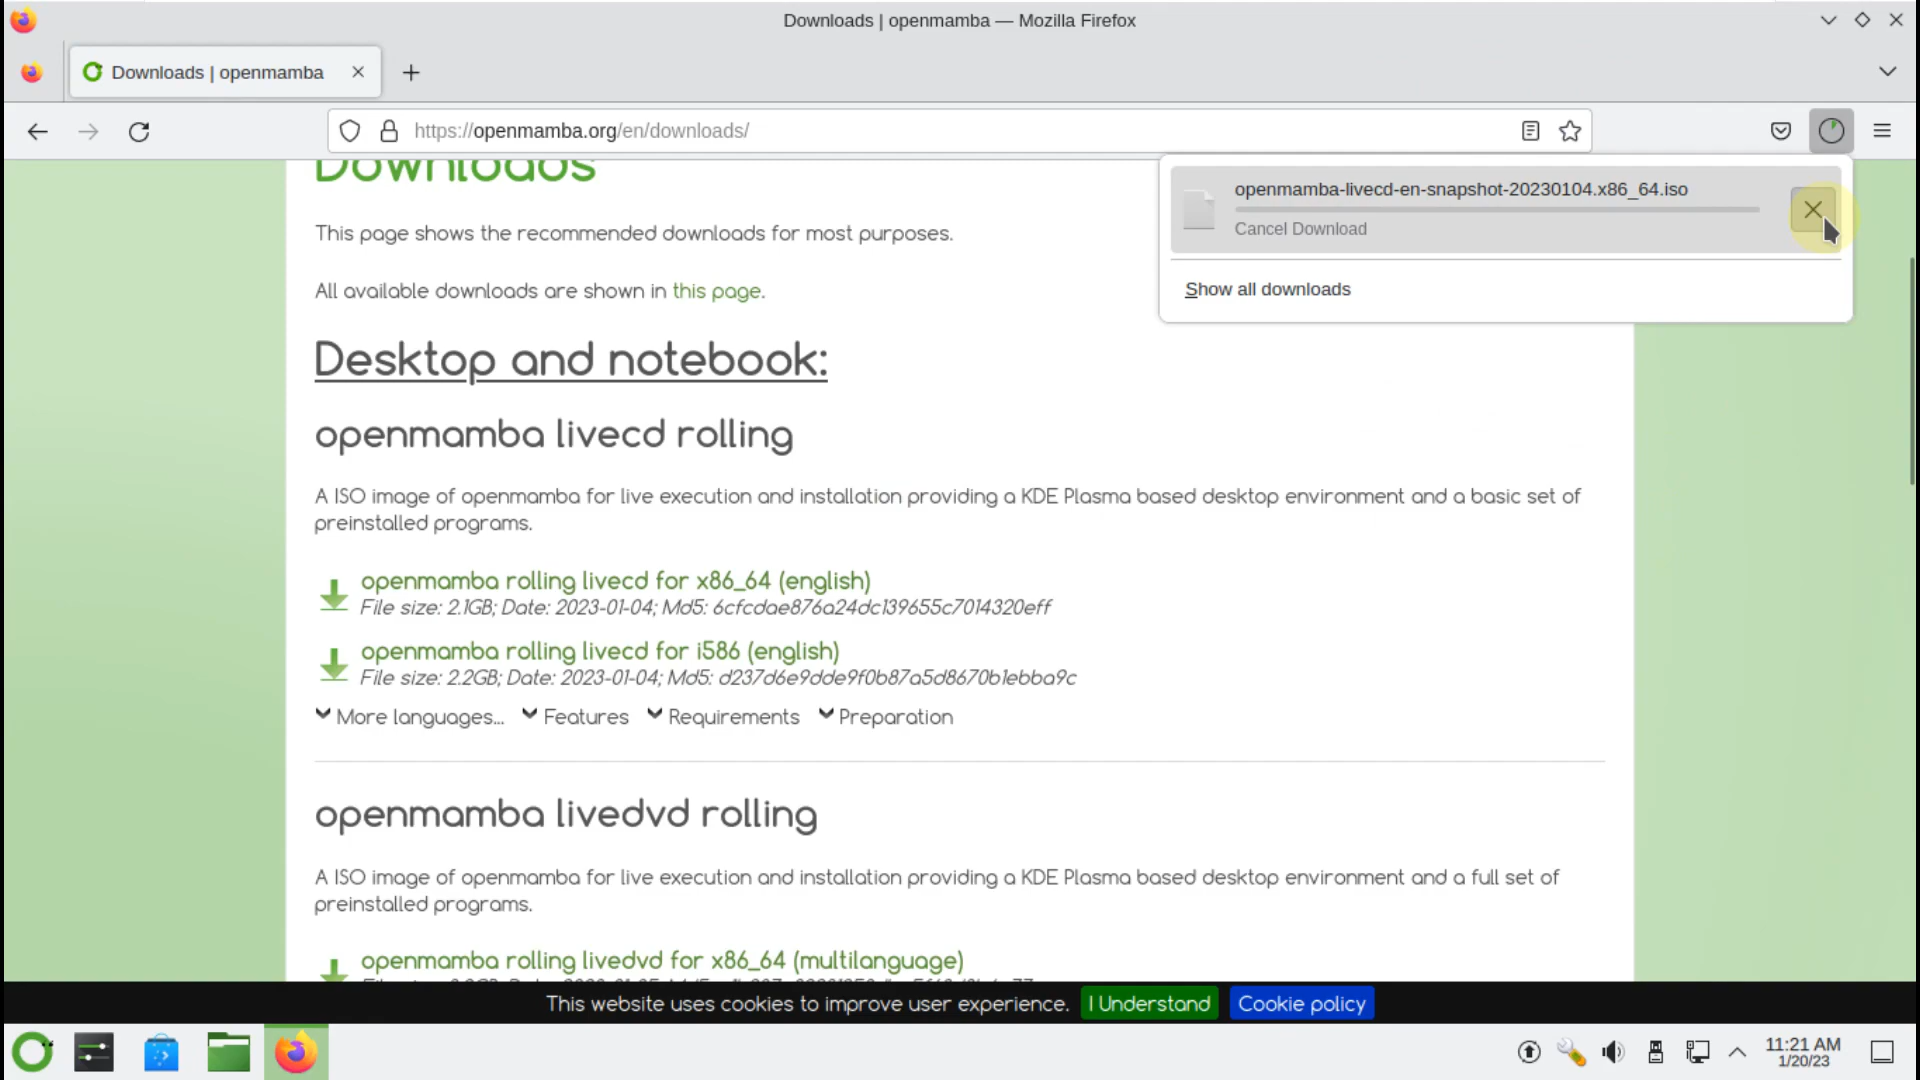 Downloads | openmamba — Mozilla Firefox
Downloads | openmamba
https://openmamba.org/en/downloads/
openmamba-livecd-en-snapshot-20230104.x86_64.iso
Cancel Download
Show all downloads
Downloads
This page shows the recommended downloads for most purposes.
All available downloads are shown in this page.
Desktop and notebook:
openmamba livecd rolling
A ISO image of openmamba for live execution and installation providing a KDE Plasma based desktop environment and a basic set of
preinstalled programs.
openmamba rolling livecd for x86_64 (english)
File size: 2.1GB; Date: 2023-01-04; Md5: 6cfcdae876a24dc139655c7014320eff
openmamba rolling livecd for i586 (english)
File size: 2.2GB; Date: 2023-01-04; Md5: d237d6e9dde9f0b87a5d8670b1ebba9c
More languages... Features Requirements Preparation
openmamba livedvd rolling
A ISO image of openmamba for live execution and installation providing a KDE Plasma based desktop environment and a full set of
preinstalled programs.
openmamba rolling livedvd for x86_64 (multilanguage)
This website uses cookies to improve user experience. I Understand Cookie policy
11:21 AM
1/20/23